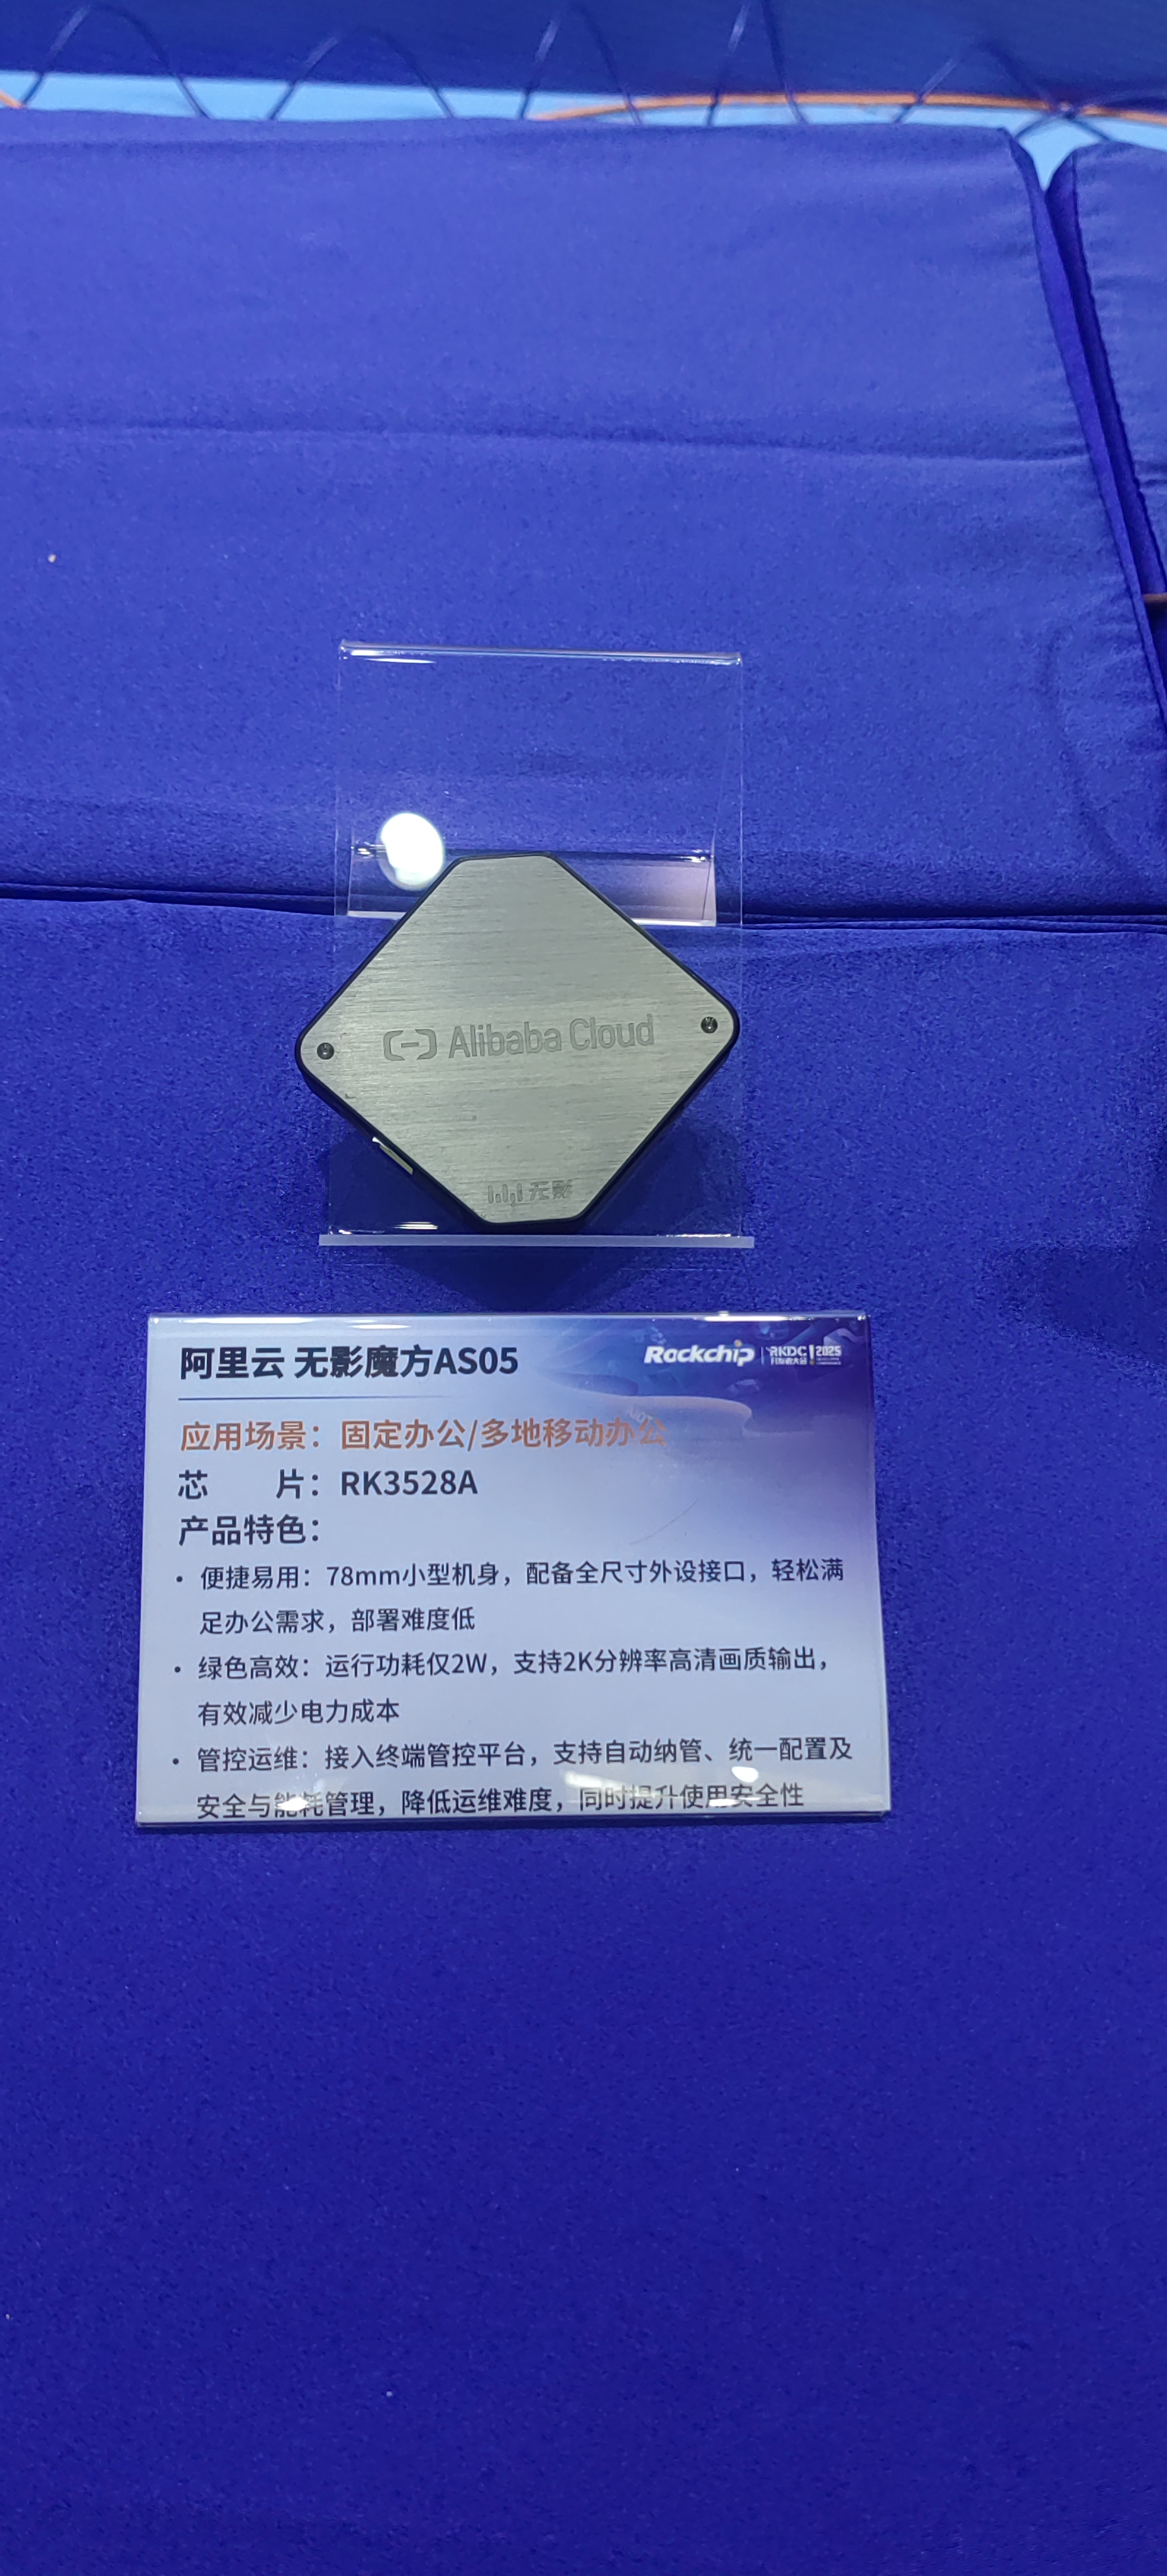 Alibaba Cloud
无影
阿里云 无影魔方AS05
Rockchip
RKDC
开发者大会
2025
AIOT
应用场景：固定办公/多地移动办公
芯 片：RK3528A
产品特色：
• 便捷易用：78mm小型机身，配备全尺寸外设接口，轻松满
足办公需求，部署难度低
• 绿色高效：运行功耗仅2W，支持2K分辨率高清画质输出，
有效减少电力成本
• 管控运维：接入终端管控平台，支持自动纳管、统一配置及
安全与能耗管理，降低运维难度，同时提升使用安全性